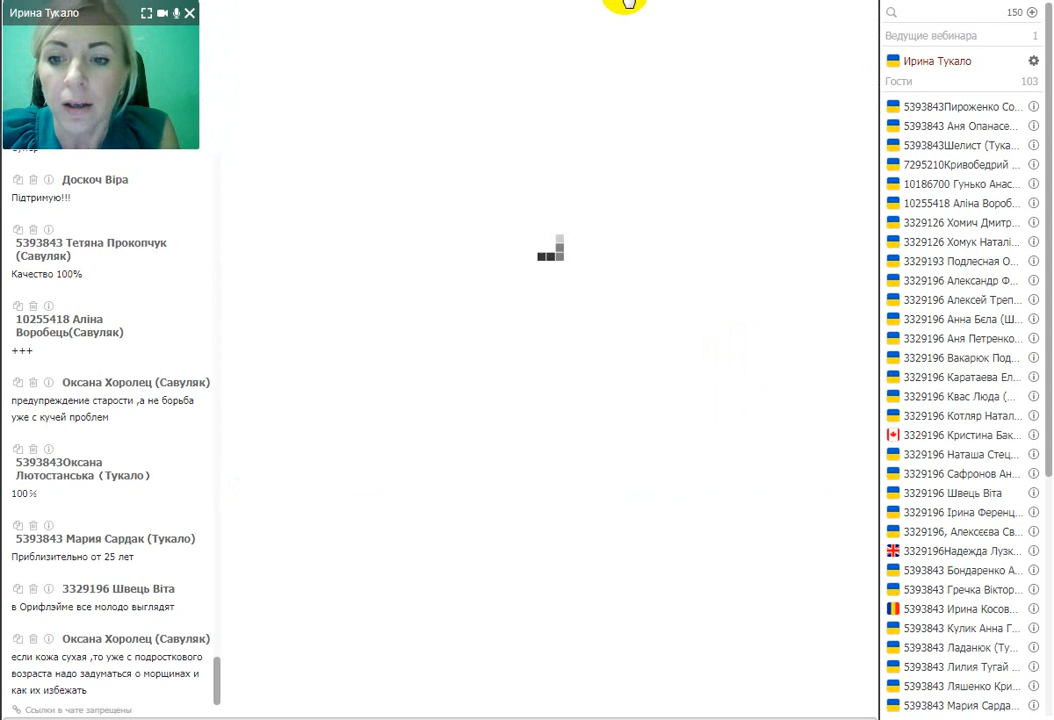 Ирина Тукало
Доскоч Віра
Підтримую!!!
5393843 Тетяна Прокопчук
(Савуляк)
Качество 100%
10255418 Аліна
Воробець(Савуляк)
+++
Оксана Хоролец (Савуляк)
предупреждение старости ,а не борьба
уже с кучей проблем
5393843Оксана
Лютостанська (Тукало)
100%
5393843 Мария Сардак (Тукало)
Приблизительно от 25 лет
3329196 Швець Віта
в Орифлэйме все молодо выглядят
Оксана Хоролец (Савуляк)
если кожа сухая ,то уже с подросткового
возраста надо задуматься о морщинах и
как их избежать
Ссылки в чате запрещены
150
Ведущие вебинара 1
Ирина Тукало
Гости 103
5393843Пироженко Со...
5393843 Аня Опанасе...
5393843Шелист (Тука...
7295210Кривобедрий ...
10186700 Гунько Анас...
10255418 Аліна Вороб...
3329126 Хомич Дмитр...
3329126 Хомук Наталі...
3329193 Подлесная О...
3329196 Александр Ф...
3329196 Алексей Треп...
3329196 Анна Бєла (Ш...
3329196 Аня Петренко...
3329196 Вакарюк Под...
3329196 Каратаева Ел...
3329196 Квас Люда (...
3329196 Котляр Натал...
3329196 Кристина Бак...
3329196 Наташа Стец...
3329196 Сафронов Ан...
3329196 Швець Віта
3329196 Ірина Ференц...
3329196, Алексєєва Св...
3329196Надежда Лузк...
5393843 Бондаренко А...
5393843 Гречка Віктор...
5393843 Ирина Косов...
5393843 Кулик Анна Г...
5393843 Ладанюк (Ту...
5393843 Лилия Тугай ...
5393843 Ляшенко Кри...
5393843 Мария Сарда...